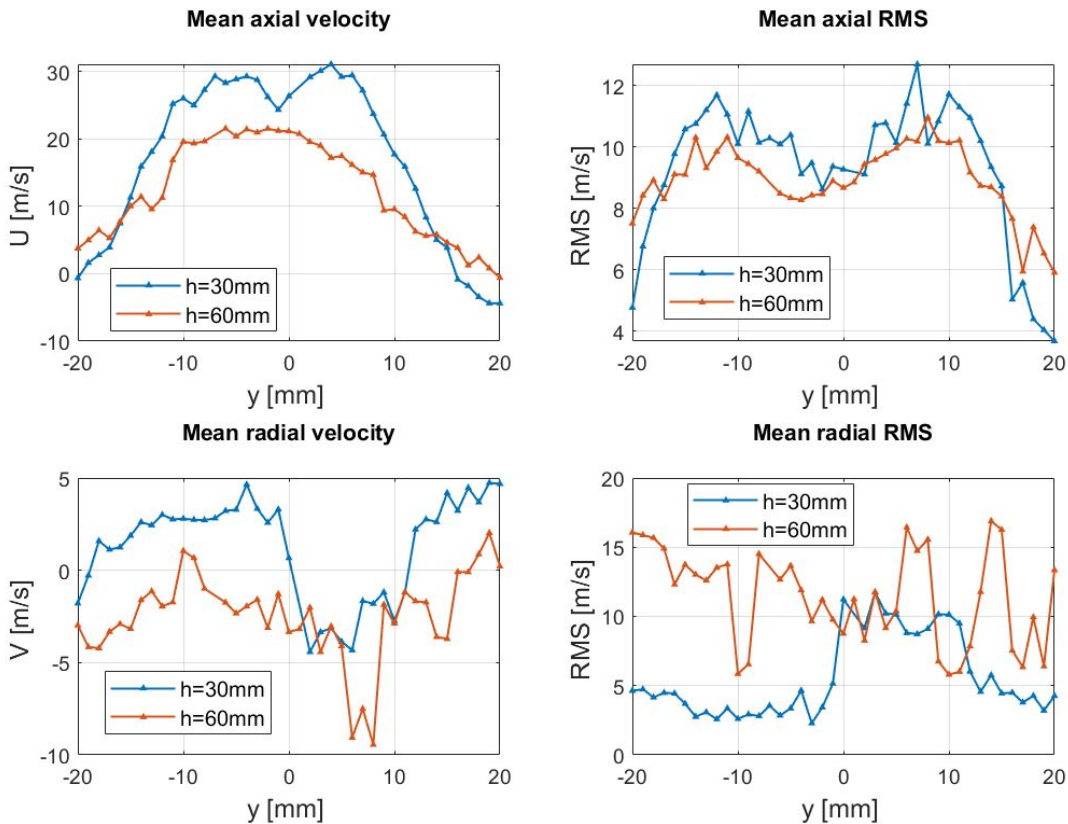 Mean axial velocity
30
20
10
0
-10
U [m/s]
h=30mm
h=60mm
-20
-10
0
10
20
y [mm]
Mean axial RMS
12
10
8
6
4
RMS [m/s]
h=30mm
h=60mm
-20
-10
0
10
20
y [mm]
Mean radial velocity
5
0
-5
-10
V [m/s]
h=30mm
h=60mm
-20
-10
0
10
20
y [mm]
Mean radial RMS
20
15
10
5
0
RMS [m/s]
h=30mm
h=60mm
-20
-10
0
10
20
y [mm]